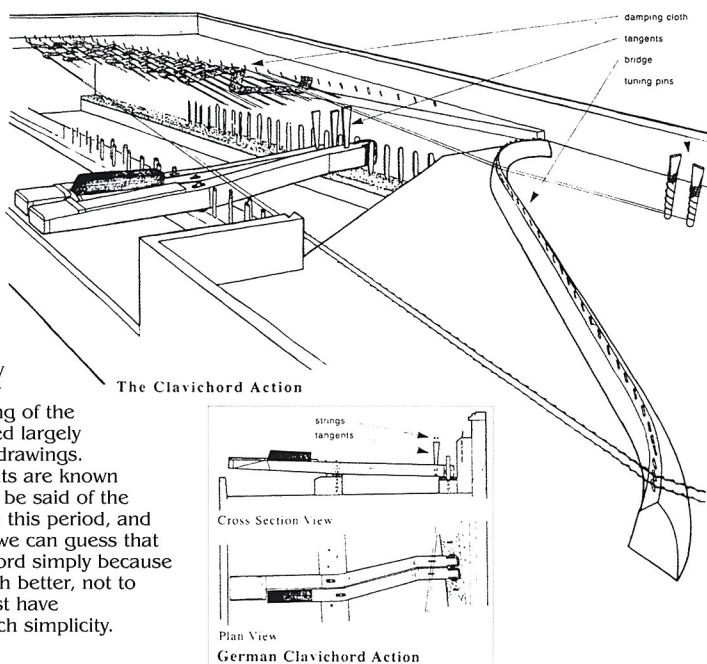 damping cloth
tangents
bridge
tuning pins
The Clavichord Action
ng of the
ed largely
drawings.
ts are known
be said of the
this period, and
we can guess that
ord simply because
h better, not to
st have
ch simplicity.
strings
tangents
Cross Section View
Plan View
German Clavichord Action